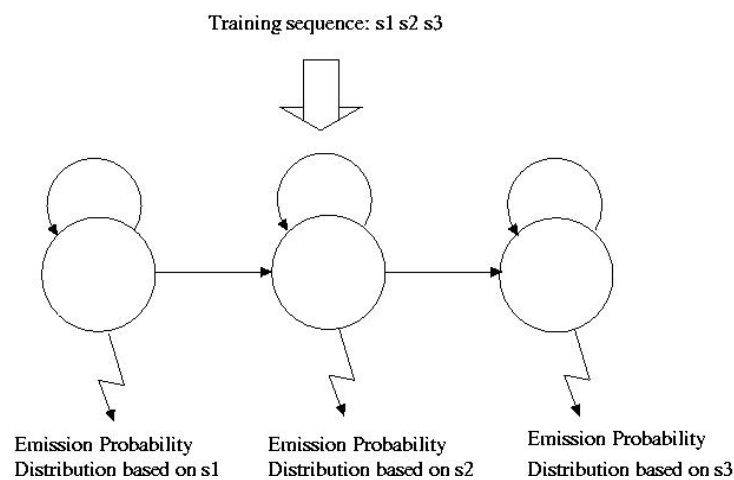 Training sequence: s1 s2 s3
Emission Probability
Distribution based on s1
Emission Probability
Distribution based on s2
Emission Probability
Distribution based on s3